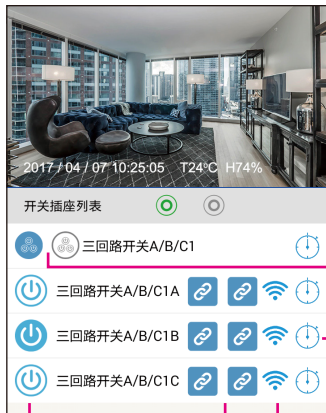 2017 / 04 / 07 10:25:05 T24°C H74%
开关插座列表
三回路开关A/B/C1
三回路开关A/B/C1A
三回路开关A/B/C1B
三回路开关A/B/C1C